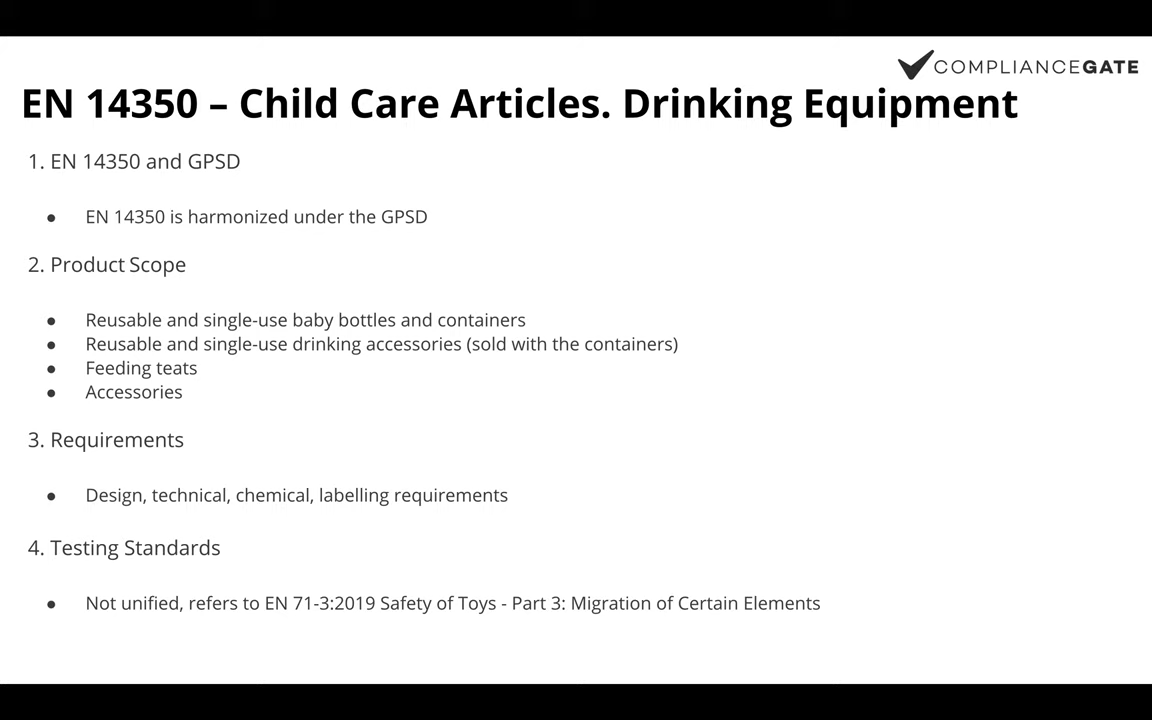 COMPLIANCEGATE
EN 14350 – Child Care Articles. Drinking Equipment
1. EN 14350 and GPSD
● EN 14350 is harmonized under the GPSD
2. Product Scope
● Reusable and single-use baby bottles and containers
● Reusable and single-use drinking accessories (sold with the containers)
● Feeding teats
● Accessories
3. Requirements
● Design, technical, chemical, labelling requirements
4. Testing Standards
● Not unified, refers to EN 71-3:2019 Safety of Toys - Part 3: Migration of Certain Elements